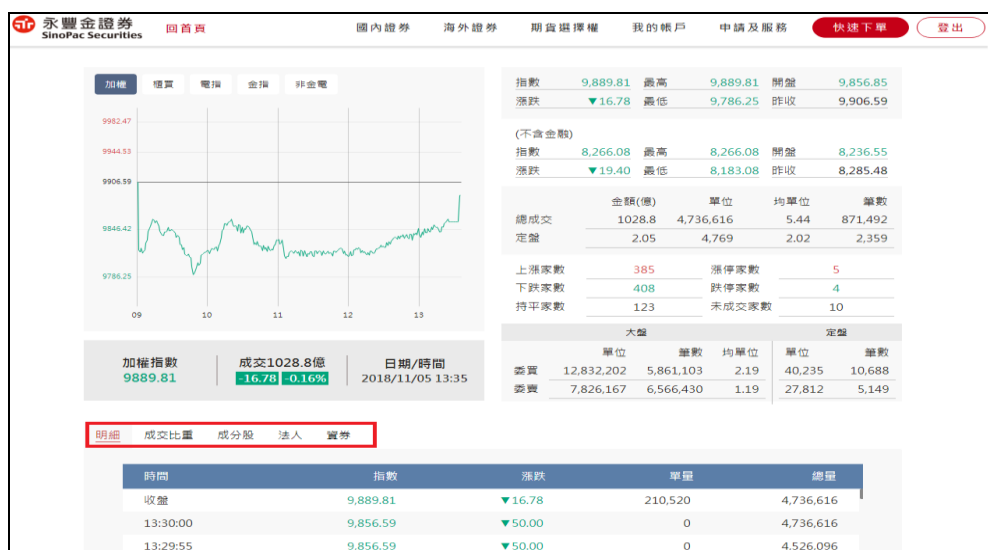 永豐金證券 SinoPac Securities 回首頁 國內證券 海外證券 期貨選擇權 我的帳戶 申請及服務 快速下單 登出
加權 櫃買 電指 金指 非金電
9982.47
9944.53
9906.59
9846.42
9786.25
09 10 11 12 13
加權指數 成交1028.8億 日期/時間
9889.81 -16.78 -0.16% 2018/11/05 13:35
指數 9,889.81 最高 9,889.81 開盤 9,856.85
漲跌 ▼16.78 最低 9,786.25 昨收 9,906.59
(不含金融)
指數 8,266.08 最高 8,266.08 開盤 8,236.55
漲跌 ▼19.40 最低 8,183.08 昨收 8,285.48
金額(億) 單位 均單位 筆數
總成交 1028.8 4,736,616 5.44 871,492
定盤 2.05 4,769 2.02 2,359
上漲家數 385 漲停家數 5
下跌家數 408 跌停家數 4
持平家數 123 未成交家數 10
大盤 定盤
單位 筆數 均單位 單位 筆數
委買 12,832,202 5,861,103 2.19 40,235 10,688
委賣 7,826,167 6,566,430 1.19 27,812 5,149
明細 成交比重 成分股 法人 資券
時間 指數 漲跌 單量 總量
收盤 9,889.81 ▼16.78 210,520 4,736,616
13:30:00 9,856.59 ▼50.00 0 4,736,616
13:29:55 9,856.59 ▼50.00 0 4,526,096